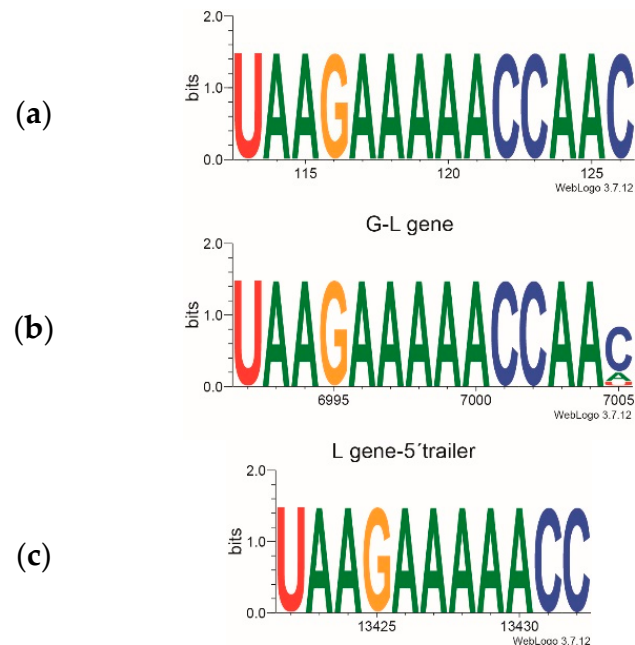 (a)
2.0
bits
1.0
0.0
UAAGAAAAACCAAC
115 120 125
WebLogo 3.7.12
G-L gene
(b)
2.0
bits
1.0
0.0
UAAGAAAAACCAAC
A
6995 7000 7005
WebLogo 3.7.12
L gene-5´trailer
(c)
2.0
bits
1.0
0.0
UAAGAAAAACC
13425 13430
WebLogo 3.7.12